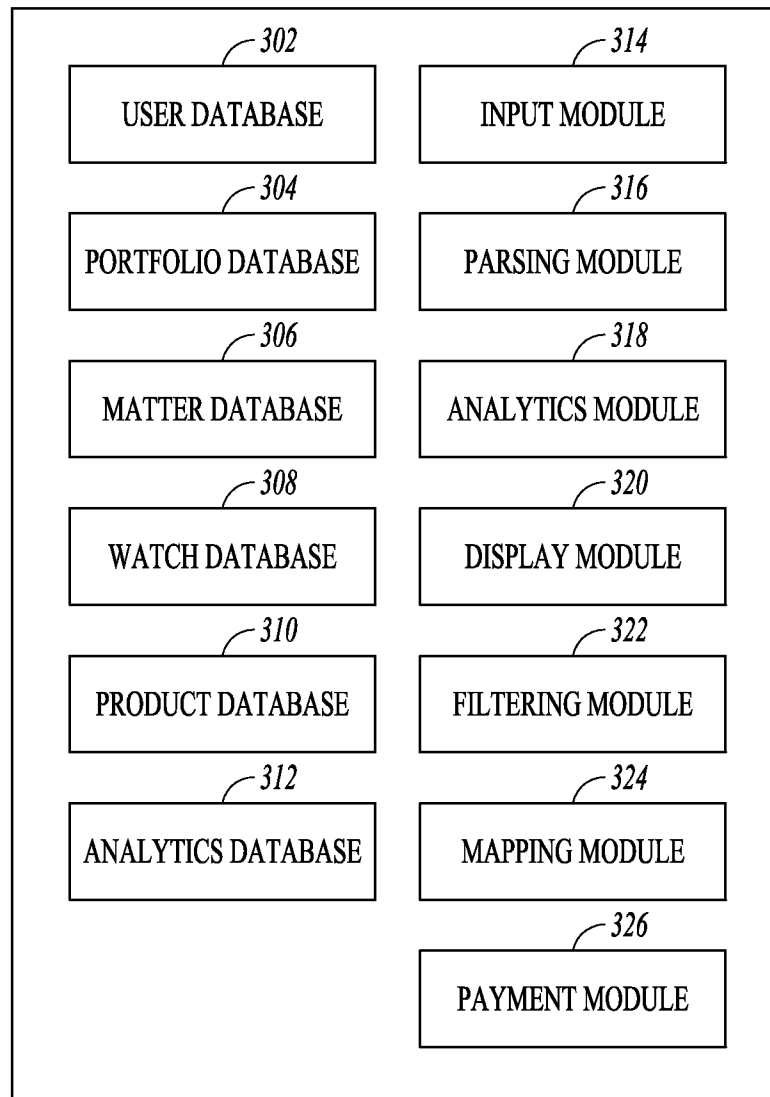 302
USER DATABASE
314
INPUT MODULE
304
PORTFOLIO DATABASE
316
PARSING MODULE
306
MATTER DATABASE
318
ANALYTICS MODULE
308
WATCH DATABASE
320
DISPLAY MODULE
310
PRODUCT DATABASE
322
FILTERING MODULE
312
ANALYTICS DATABASE
324
MAPPING MODULE
326
PAYMENT MODULE